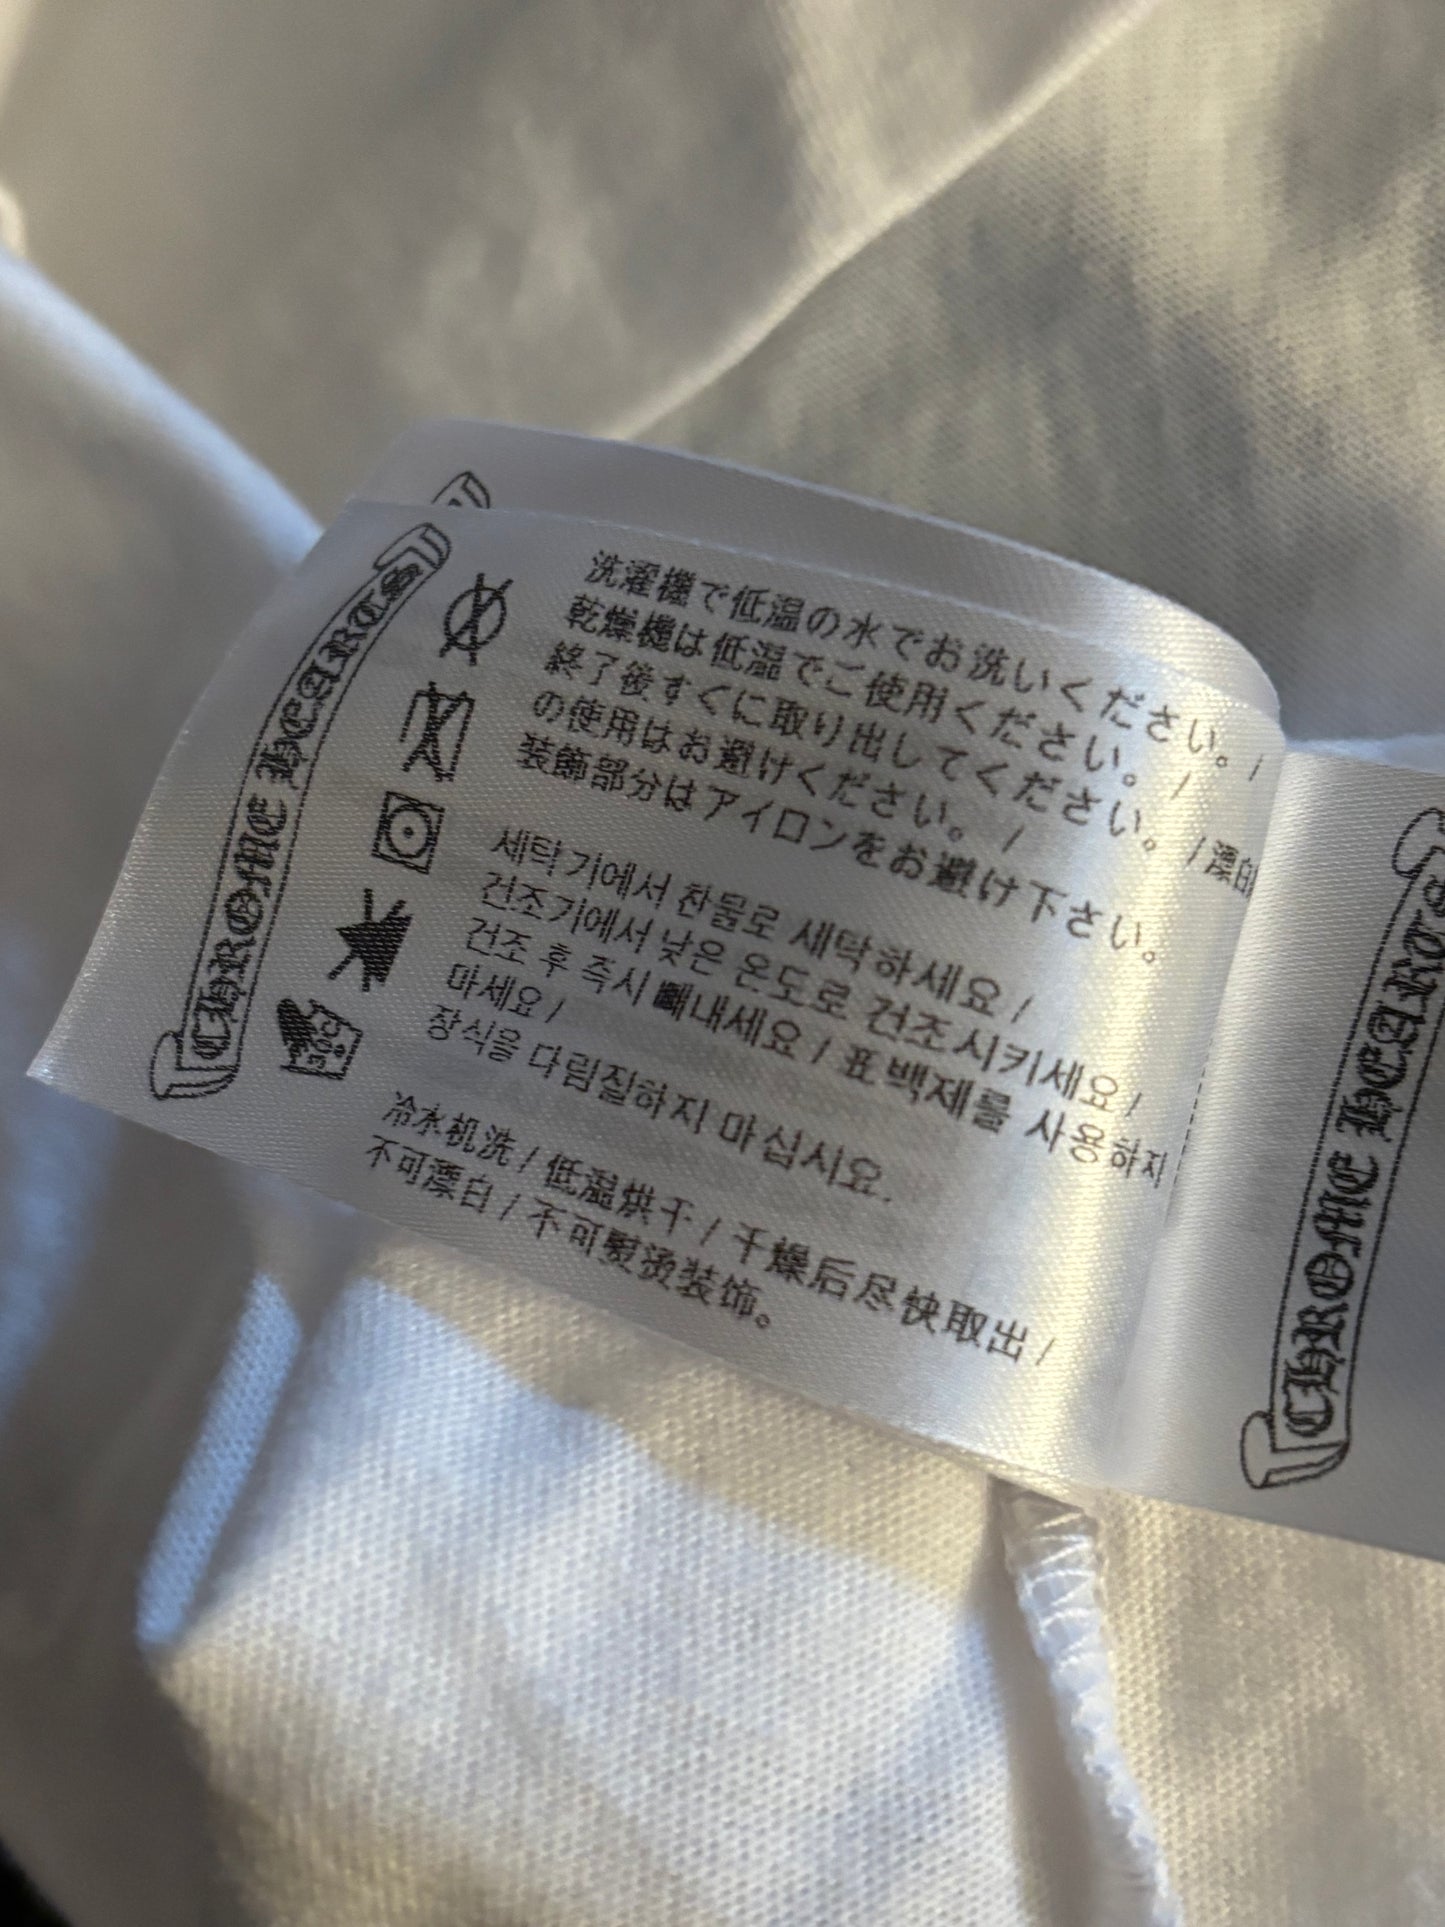 CHROME HEARTS
洗濯機で低温の水でお洗いください。/
乾燥機は低温でご使用ください。/
終了後すぐに取り出してください。/漂白
の使用はお避けください。/
装飾部分はアイロンをお避け下さい。
세탁기에서 찬물로 세탁하세요 /
건조기에서 낮은 온도로 건조시키세요 /
건조 후 즉시 빼내세요 / 표백제를 사용하지
마세요 /
장식을 다림질하지 마십시요.
冷水机洗 / 低温烘干 / 干燥后尽快取出 /
不可漂白 / 不可熨烫装饰。
30C
CHROME HEARTS